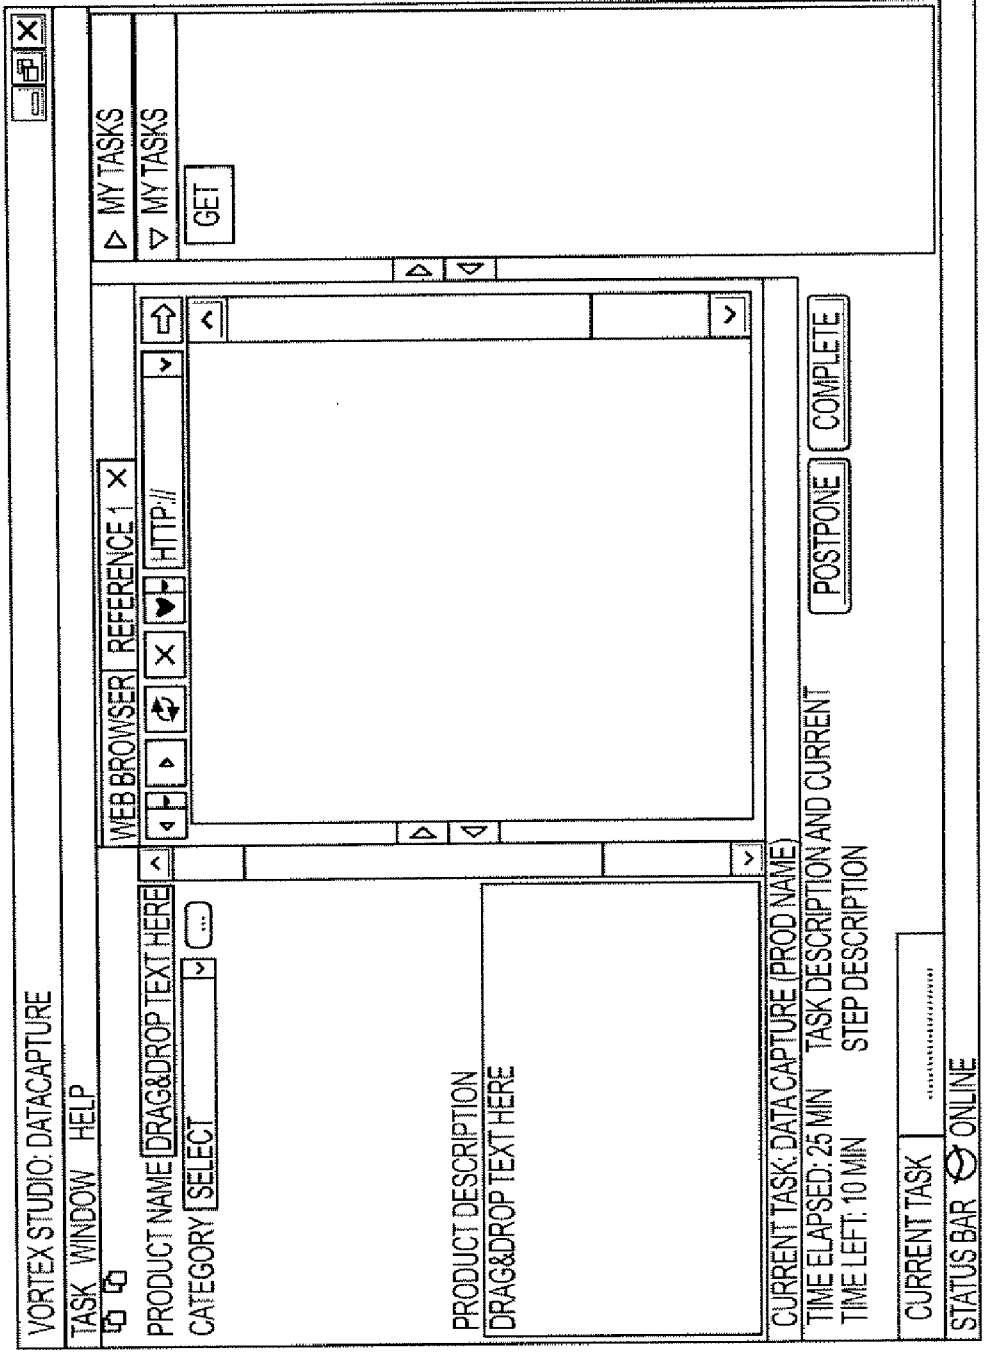 VORTEX STUDIO: DATACAPTURE
TASK WINDOW HELP
WEB BROWSER REFERENCE 1 X
▷ MY TASKS
▽ MY TASKS
PRODUCT NAME DRAG&DROP TEXT HERE
HTTP://
CATEGORY SELECT ...
GET
PRODUCT DESCRIPTION
DRAG&DROP TEXT HERE
CURRENT TASK: DATA CAPTURE (PROD NAME)
TIME ELAPSED: 25 MIN TASK DESCRIPTION AND CURRENT
TIME LEFT: 10 MIN STEP DESCRIPTION
POSTPONE COMPLETE
CURRENT TASK
STATUS BAR ONLINE